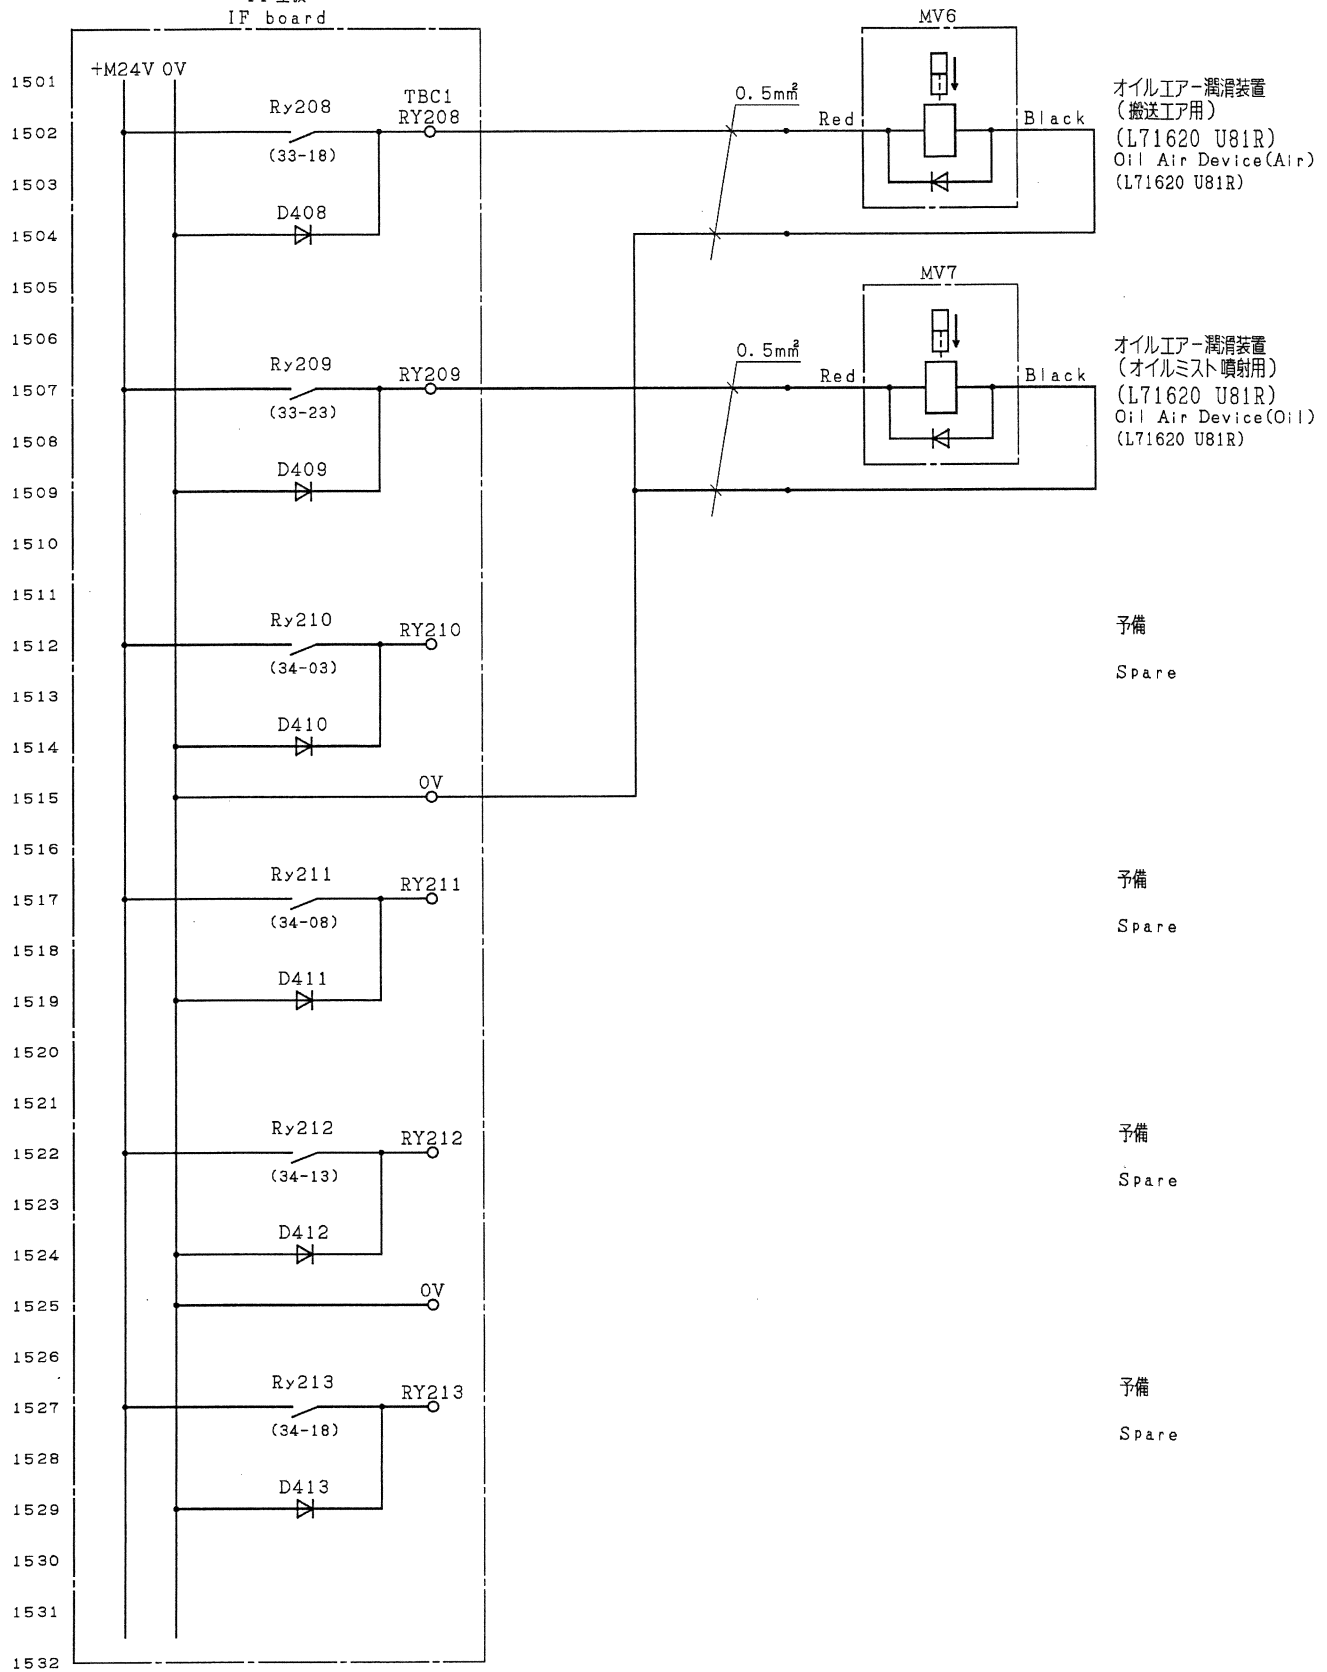 IF board
MV6
+M24V 0V
1501
Ry208
TBC1
RY208
0.5mm²
Red
Black
オイルエアー潤滑装置
(搬送エア用)
(L71620 U81R)
Oil Air Device(Air)
(L71620 U81R)
1502
(33-18)
1503
D408
1504
1505
MV7
1506
Ry209
RY209
0.5mm²
Red
Black
オイルエアー潤滑装置
(オイルミスト噴射用)
(L71620 U81R)
Oil Air Device(Oil)
(L71620 U81R)
1507
(33-23)
1508
D409
1509
1510
1511
Ry210
RY210
予備
1512
(34-03)
Spare
1513
D410
1514
0V
1515
1516
Ry211
RY211
予備
1517
(34-08)
Spare
1518
D411
1519
1520
1521
Ry212
RY212
予備
1522
(34-13)
Spare
1523
D412
1524
0V
1525
1526
Ry213
RY213
予備
1527
(34-18)
Spare
1528
D413
1529
1530
1531
1532